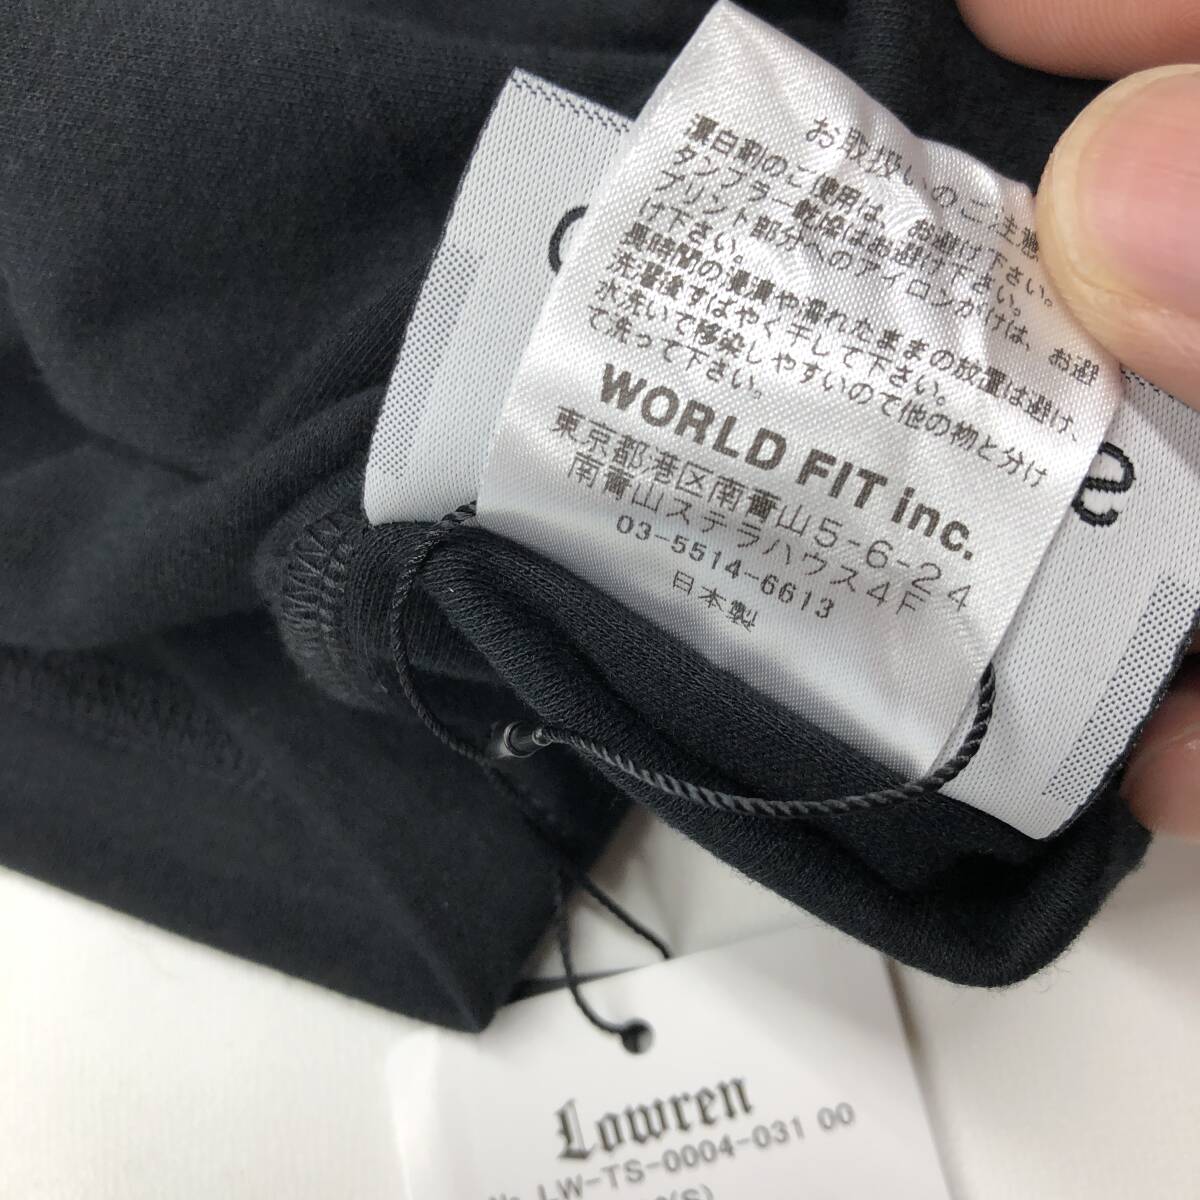 お取扱いのご注意
漂白剤のご使用は、お避け下さい。
タンブラー乾燥はお避け下さい。
プリント部分へのアイロンがけは、お避
け下さい。
長時間の浸漬や濡れたままの放置は避け、
洗濯後すばやく干して下さい。
水洗いで移染しやすいので他の物と分け
て洗って下さい。
WORLD FIT inc.
東京都港区南青山5-6-24
南青山ステラハウス4F
03-5514-6613
日本製
e
Lowren
No. LW-TS-0004-031 00
(S)